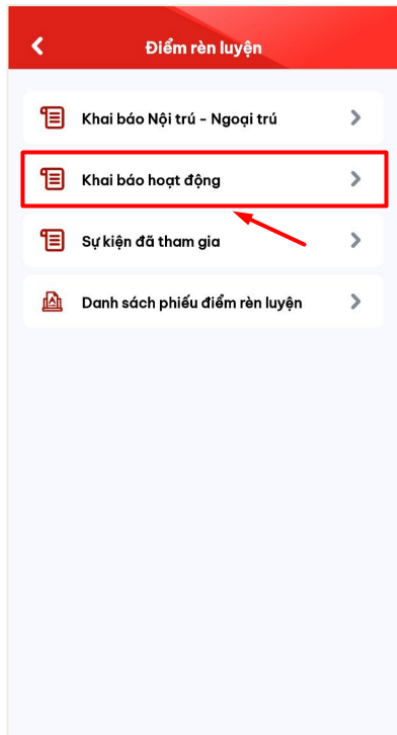 Điểm rèn luyện
Khai báo Nội trú - Ngoại trú
Khai báo hoạt động
Sự kiện đã tham gia
Danh sách phiếu điểm rèn luyện